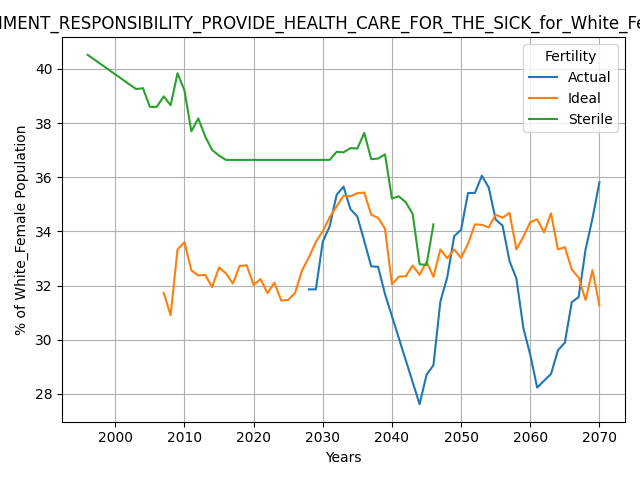 NMENT_RESPONSIBILITY_PROVIDE_HEALTH_CARE_FOR_THE_SICK_for_White_Fe
Fertility
Actual
Ideal
Sterile
% of White_Female Population
40
38
36
34
32
30
28
2000
2010
2020
2030
2040
2050
2060
2070
Years